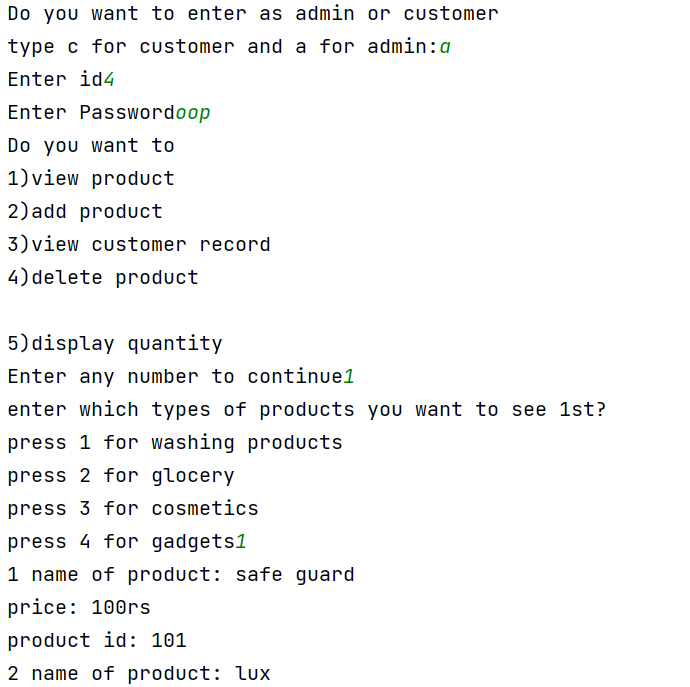 Do you want to enter as admin or customer
type c for customer and a for admin:a
Enter id4
Enter Passwordoop
Do you want to
1)view product
2)add product
3)view customer record
4)delete product
5)display quantity
Enter any number to continue1
enter which types of products you want to see 1st?
press 1 for washing products
press 2 for glocery
press 3 for cosmetics
press 4 for gadgets1
1 name of product: safe guard
price: 100rs
product id: 101
2 name of product: lux